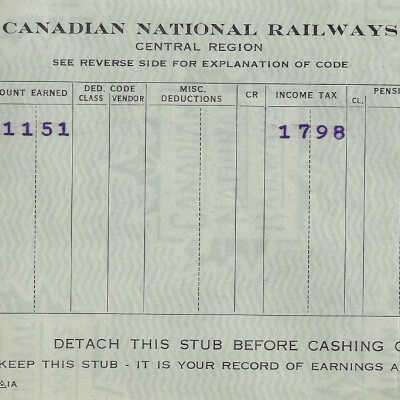 CANADIAN NATIONAL RAILWAYS
CENTRAL REGION
SEE REVERSE SIDE FOR EXPLANATION OF CODE
OUNT EARNED DED. CODE MISC. DEDUCTIONS CR INCOME TAX CL. PENSI
CLASS VENDOR
1151 1798
DETACH THIS STUB BEFORE CASHING C
KEEP THIS STUB - IT IS YOUR RECORD OF EARNINGS A